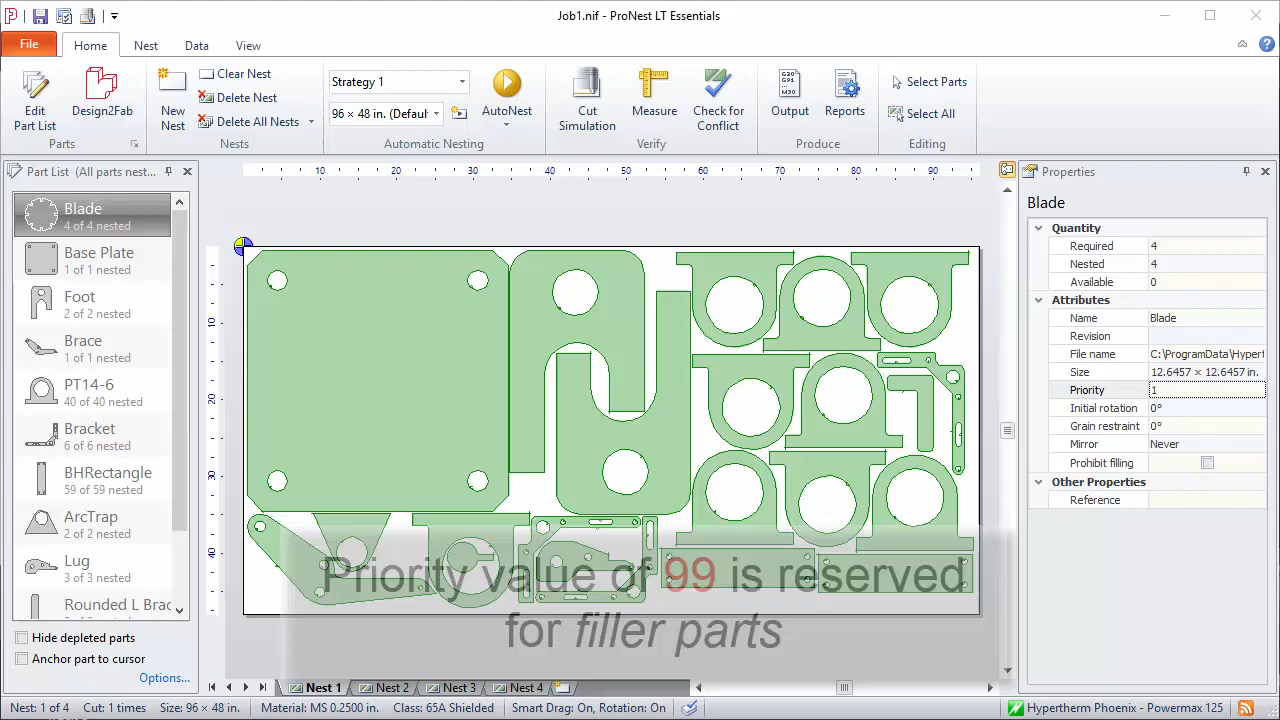 Job1.nif - ProNest LT Essentials
File
Home
Nest
Data
View
Edit
Part List
Design2Fab
Parts
New
Nest
Clear Nest
Delete Nest
Delete All Nests
Nests
Strategy 1
96 × 48 in. (Defaul
AutoNest
Automatic Nesting
Cut
Simulation
Measure
Check for
Conflict
Verify
Output
Reports
Produce
Select Parts
Select All
Editing
Part List (All parts nest...
Blade
4 of 4 nested
Base Plate
1 of 1 nested
Foot
2 of 2 nested
Brace
1 of 1 nested
PT14-6
40 of 40 nested
Bracket
6 of 6 nested
BHRectangle
59 of 59 nested
ArcTrap
2 of 2 nested
Lug
3 of 3 nested
Rounded L Brac
Hide depleted parts
Anchor part to cursor
Options...
10 20 30 40 50 60 70 80 90
10
20
30
40
Priority value of 99 is reserved
for filler parts
Nest 1
Nest 2
Nest 3
Nest 4
Properties
Blade
Quantity
Required 4
Nested 4
Available 0
Attributes
Name Blade
Revision
File name C:\ProgramData\Hypert
Size 12.6457 × 12.6457 in.
Priority 1
Initial rotation 0°
Grain restraint 0°
Mirror Never
Prohibit filling
Other Properties
Reference
Nest: 1 of 4
Cut: 1 times
Size: 96 × 48 in.
Material: MS 0.2500 in.
Class: 65A Shielded
Smart Drag: On, Rotation: On
Hypertherm Phoenix - Powermax 125